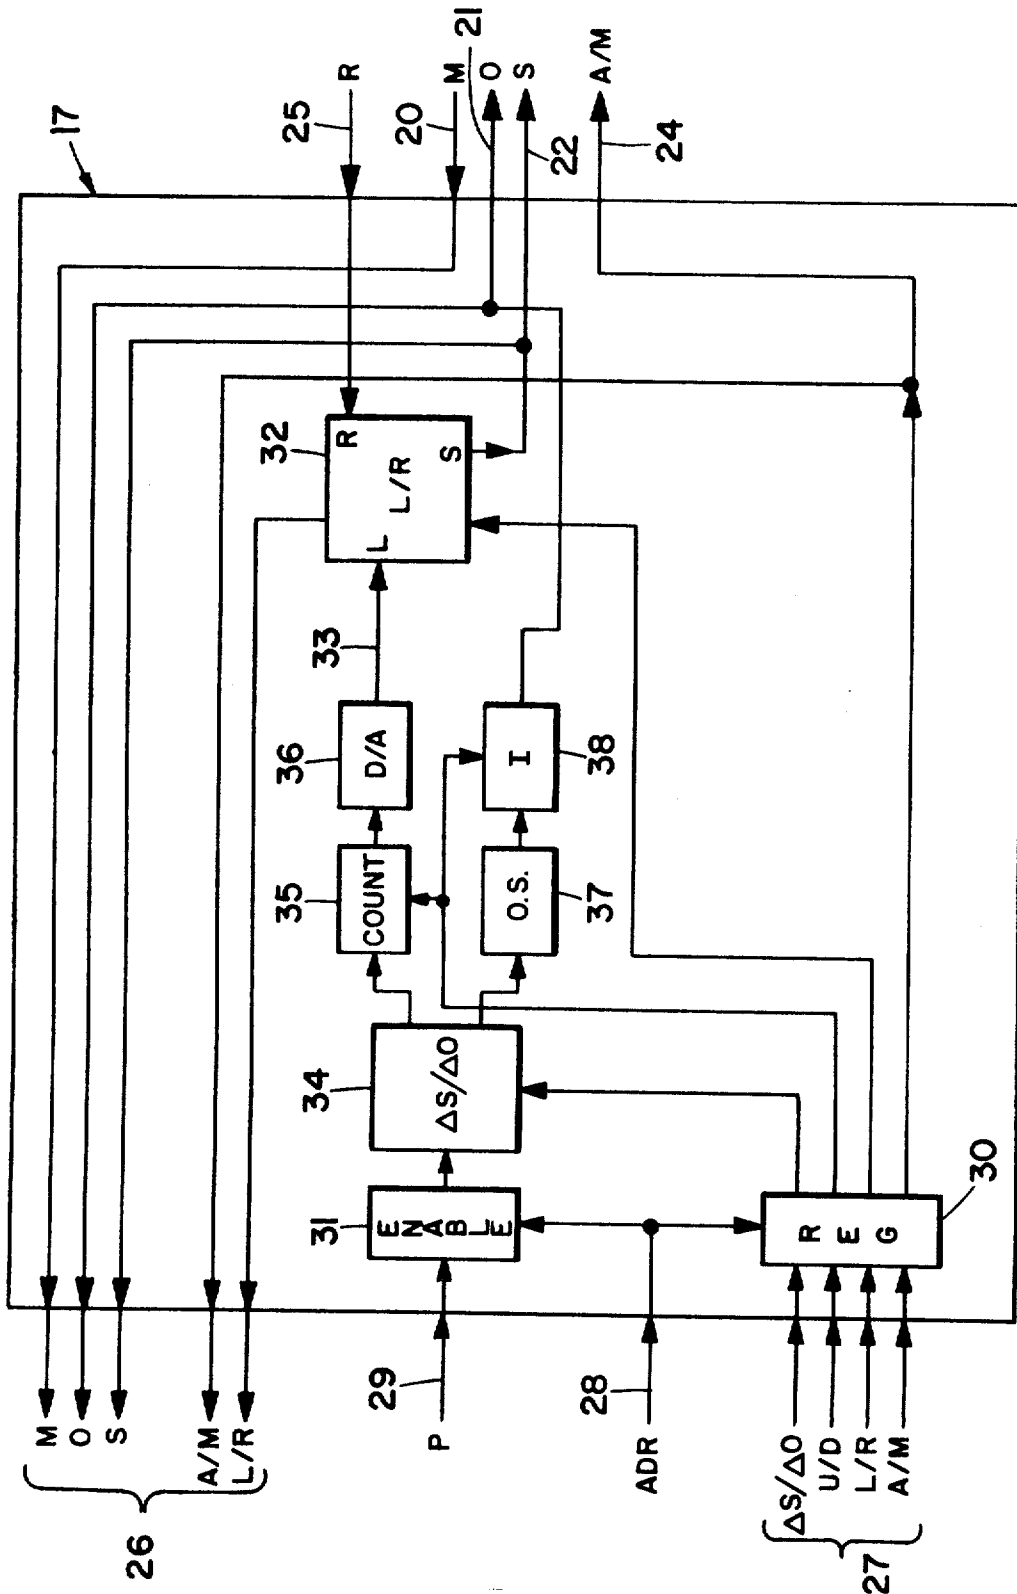 17
25
R
20
M
O
21
S
22
A/M
24
26
M
O
S
A/M
L/R
32
R
L/R
L
S
33
36
D/A
35
COUNT
I
38
O.S.
37
34
ΔS/ΔO
31
ENABLE
P
29
ADR
28
REG
30
ΔS/ΔO
U/D
L/R
A/M
27